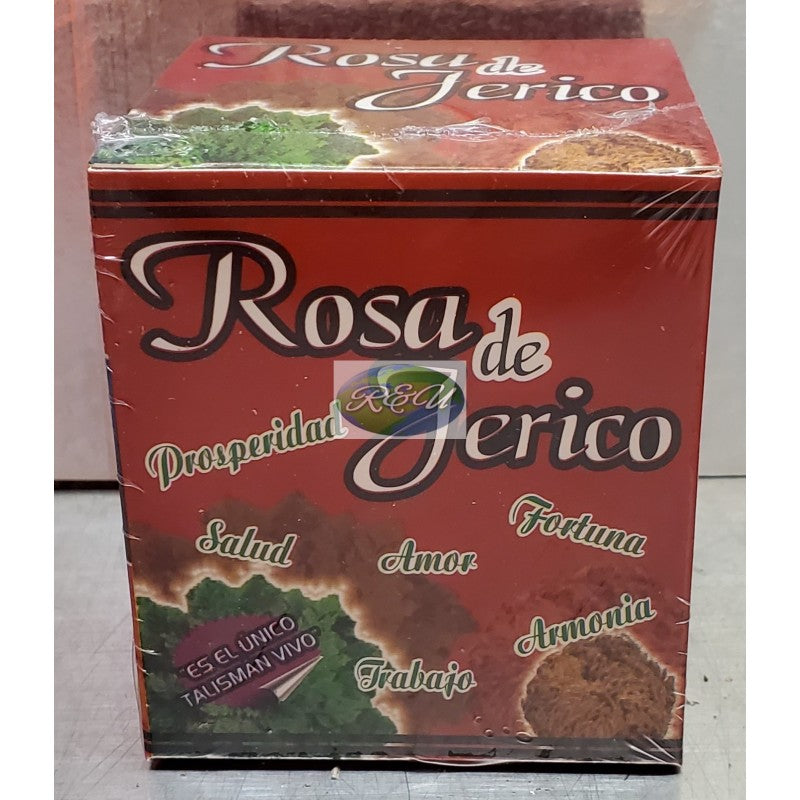 Rosa de
Jerico
Rosa de
Jerico
R&U
Prosperidad
Fortuna
Salud
Amor
Armonia
"ES EL UNICO
TALISMAN VIVO"
Trabajo